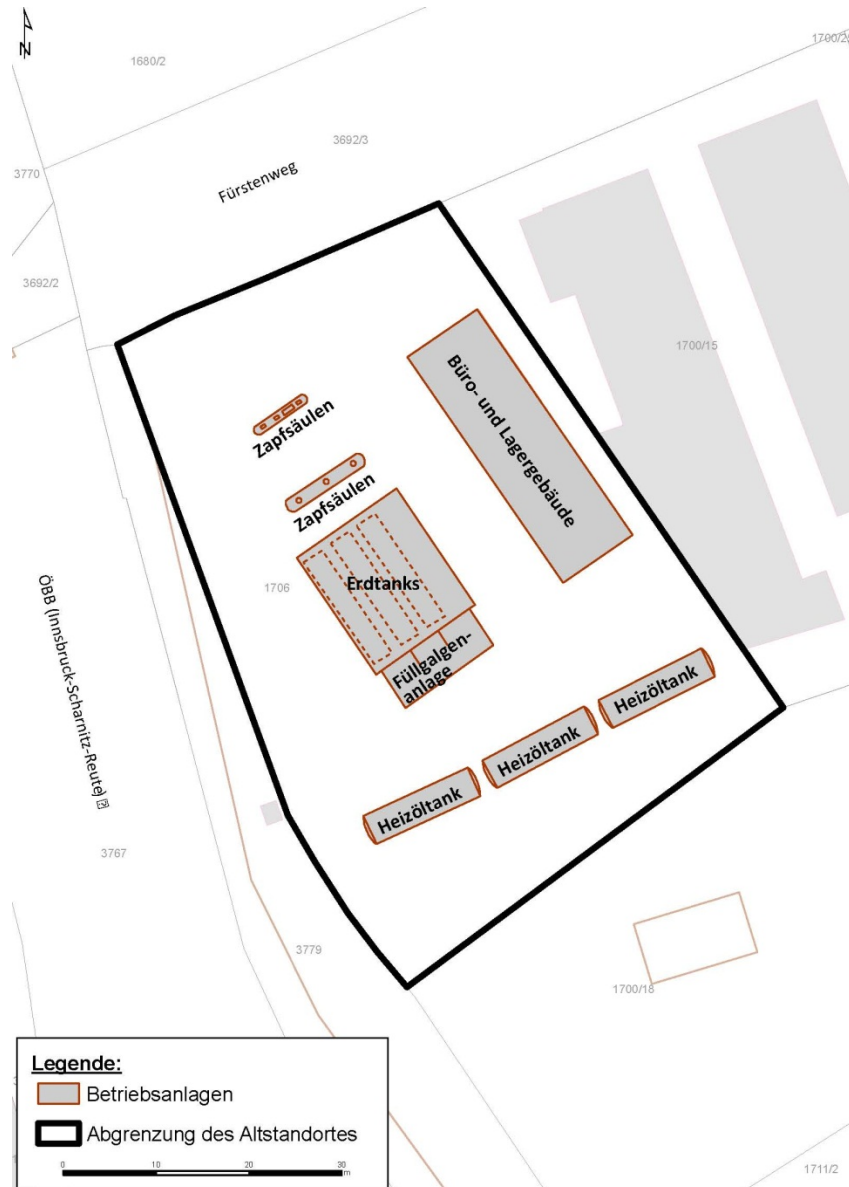 N
1680/2
1700/2
3692/3
3770
Fürstenweg
3692/2
1700/15
Büro- und Lagergebäude
Zapfsäulen
Zapfsäulen
1706
Erdtanks
Füllgalgen-
anlage
ÖBB (Innsbruck-Scharnitz-Reute)
Heizöltank
Heizöltank
Heizöltank
3767
3779
1700/18
Legende:
Betriebsanlagen
Abgrenzung des Altstandortes
0 10 20 30
m
1711/2